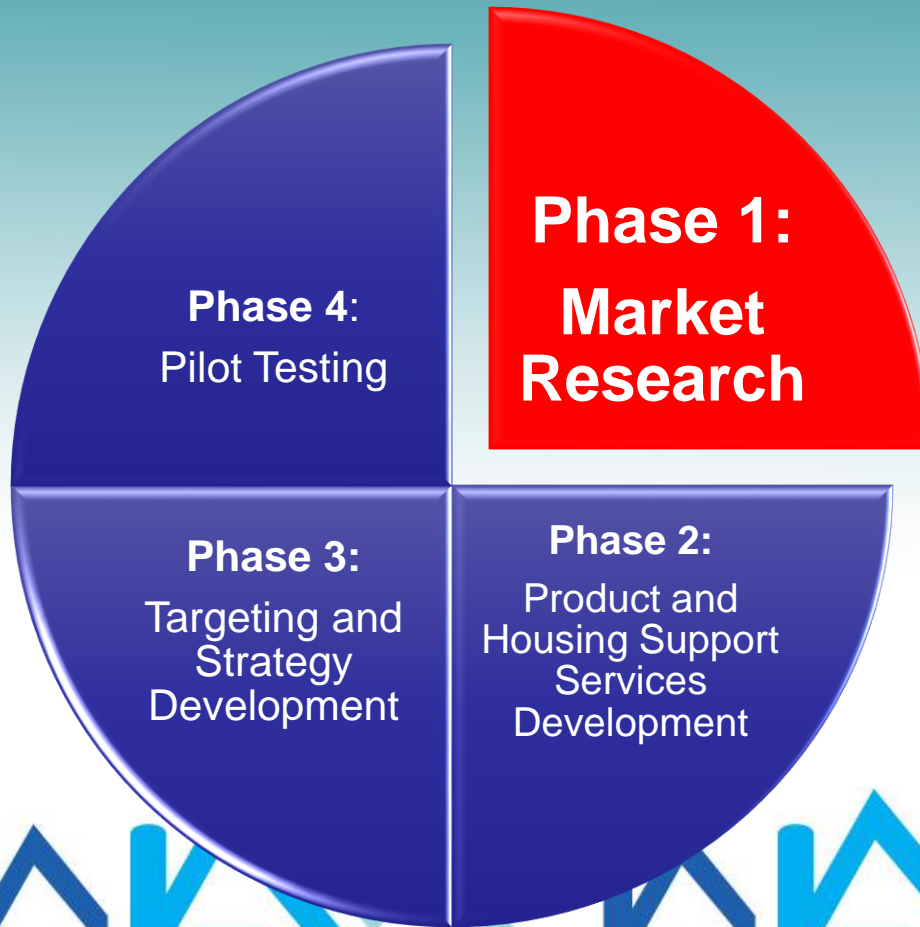 Phase 1:
Market
Research
Phase 2:
Product and
Housing Support
Services
Development
Phase 3:
Targeting and
Strategy
Development
Phase 4:
Pilot Testing